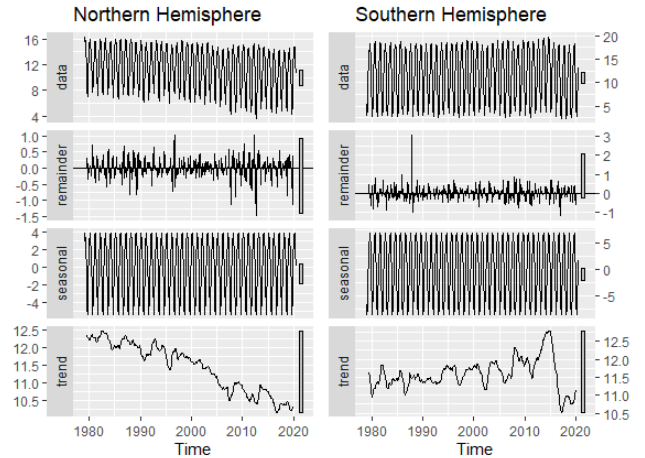 Northern Hemisphere
16
12
8
4
data
1.0
0.5
0.0
-0.5
-1.0
-1.5
remainder
4
2
0
-2
-4
seasonal
12.5
12.0
11.5
11.0
10.5
trend
1980 1990 2000 2010 2020
Time
Southern Hemisphere
data
20
15
10
5
remainder
3
2
1
0
-1
seasonal
5
0
-5
trend
12.5
12.0
11.5
11.0
10.5
1980 1990 2000 2010 2020
Time